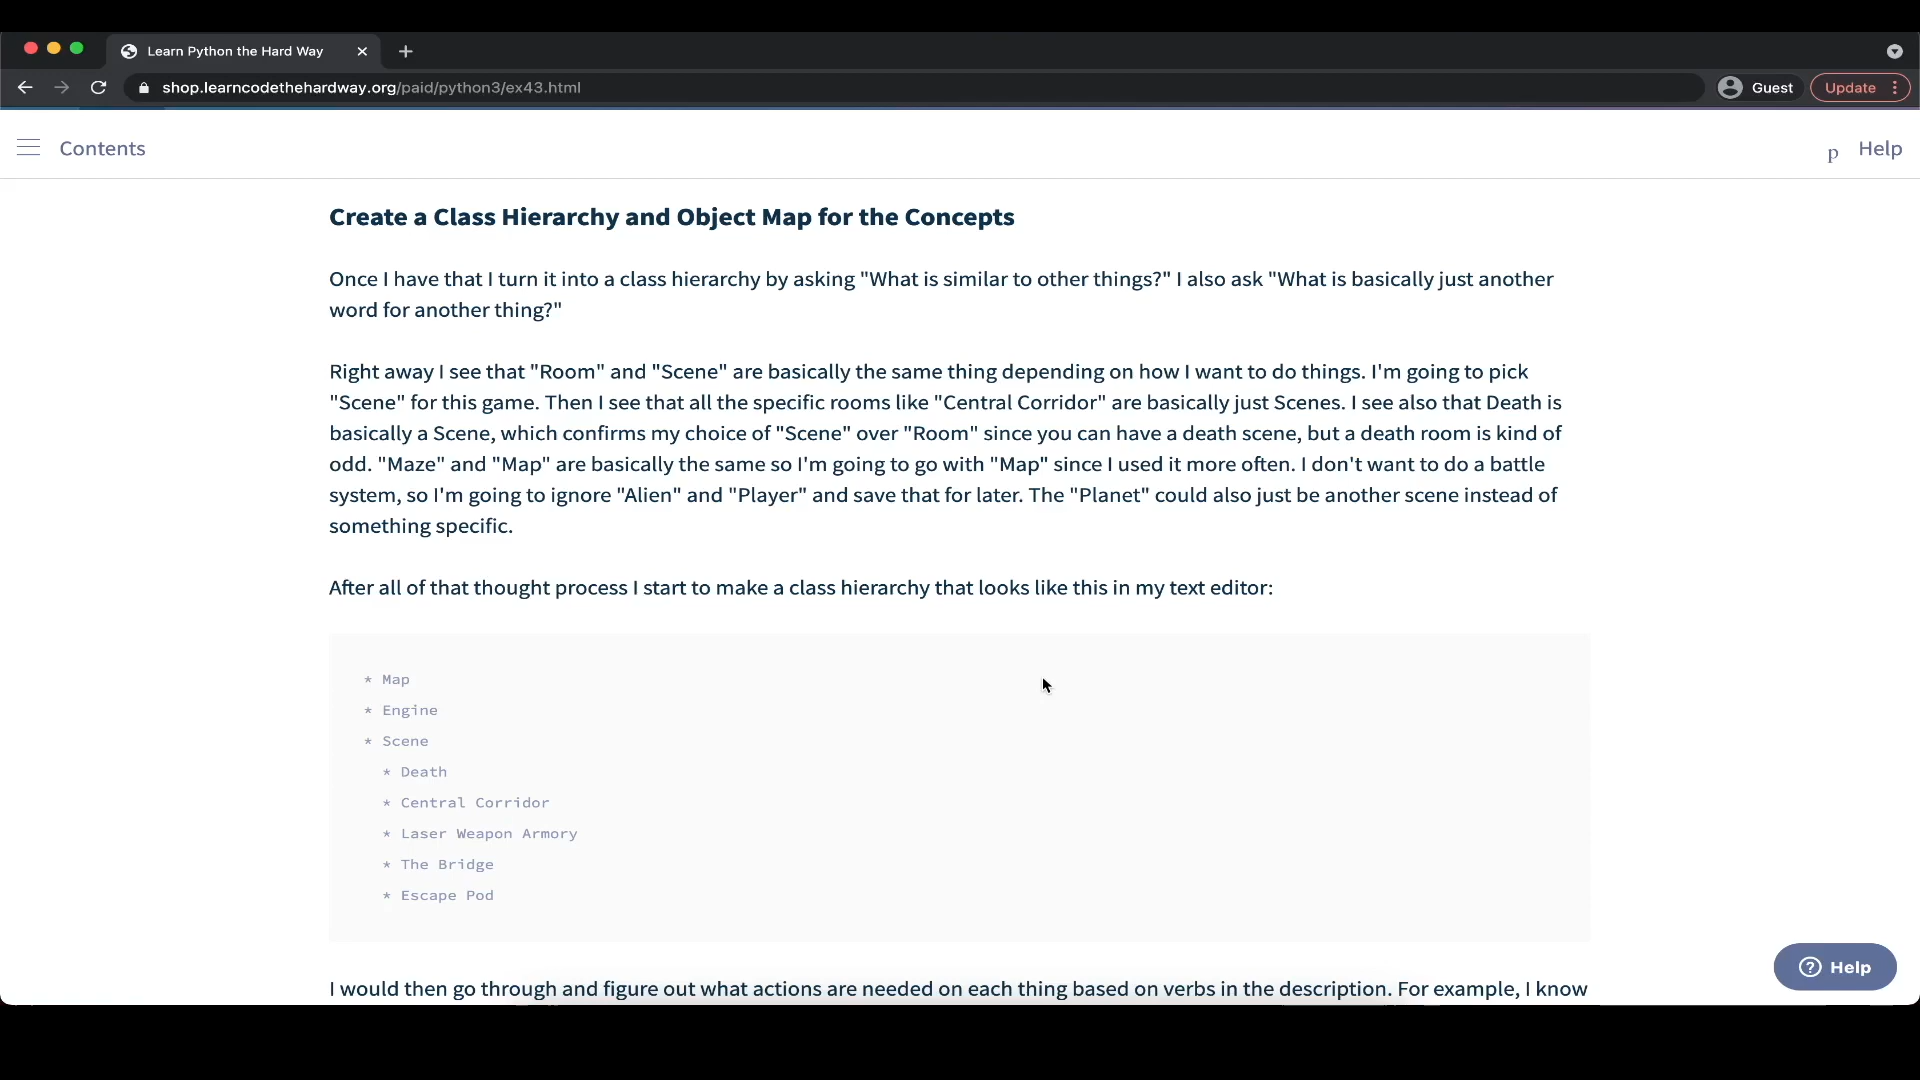 Learn Python the Hard Way
shop.learncodethehardway.org/paid/python3/ex43.html
Guest
Update
Contents
p Help
Create a Class Hierarchy and Object Map for the Concepts
Once I have that I turn it into a class hierarchy by asking "What is similar to other things?" I also ask "What is basically just another
word for another thing?"
Right away I see that "Room" and "Scene" are basically the same thing depending on how I want to do things. I'm going to pick
"Scene" for this game. Then I see that all the specific rooms like "Central Corridor" are basically just Scenes. I see also that Death is
basically a Scene, which confirms my choice of "Scene" over "Room" since you can have a death scene, but a death room is kind of
odd. "Maze" and "Map" are basically the same so I'm going to go with "Map" since I used it more often. I don't want to do a battle
system, so I'm going to ignore "Alien" and "Player" and save that for later. The "Planet" could also just be another scene instead of
something specific.
After all of that thought process I start to make a class hierarchy that looks like this in my text editor:
* Map
* Engine
* Scene
* Death
* Central Corridor
* Laser Weapon Armory
* The Bridge
* Escape Pod
? Help
I would then go through and figure out what actions are needed on each thing based on verbs in the description. For example, I know